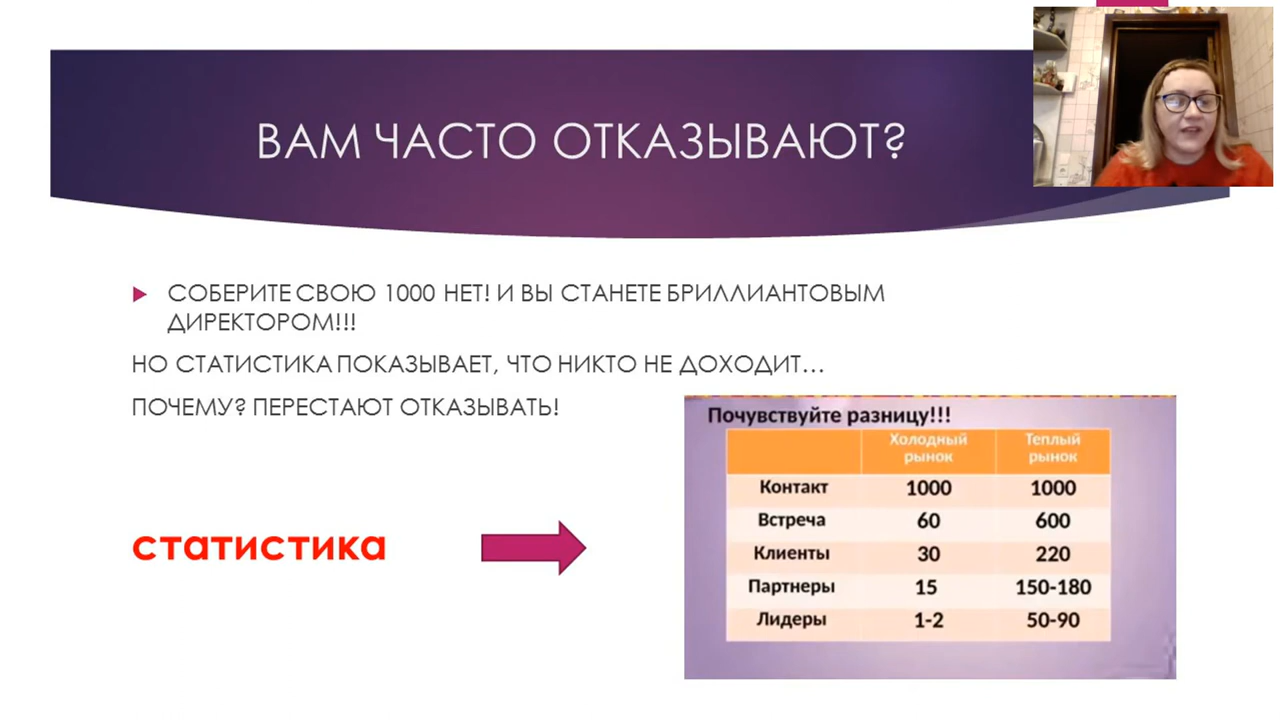 ВАМ ЧАСТО ОТКАЗЫВАЮТ?
СОБЕРИТЕ СВОЮ 1000 НЕТ! И ВЫ СТАНЕТЕ БРИЛЛИАНТОВЫМ
ДИРЕКТОРОМ!!!
НО СТАТИСТИКА ПОКАЗЫВАЕТ, ЧТО НИКТО НЕ ДОХОДИТ...
ПОЧЕМУ? ПЕРЕСТАЮТ ОТКАЗЫВАТЬ!
статистика
Почувствуйте разницу!!!
Холодный рынок Теплый рынок
Контакт 1000 1000
Встреча 60 600
Клиенты 30 220
Партнеры 15 150-180
Лидеры 1-2 50-90